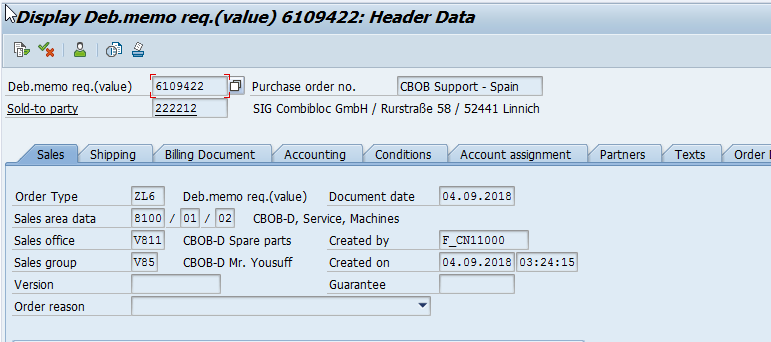 Display Deb.memo req.(value) 6109422: Header Data
Deb.memo req.(value) 6109422 Purchase order no. CBOB Support - Spain
Sold-to party 222212 SIG Combibloc GmbH / Rurstraße 58 / 52441 Linnich
Sales Shipping Billing Document Accounting Conditions Account assignment Partners Texts Order
Order Type ZL6 Deb.memo req.(value) Document date 04.09.2018
Sales area data 8100 / 01 / 02 CBOB-D, Service, Machines
Sales office V811 CBOB-D Spare parts Created by F_CN11000
Sales group V85 CBOB-D Mr. Yousuff Created on 04.09.2018 03:24:15
Version Guarantee
Order reason